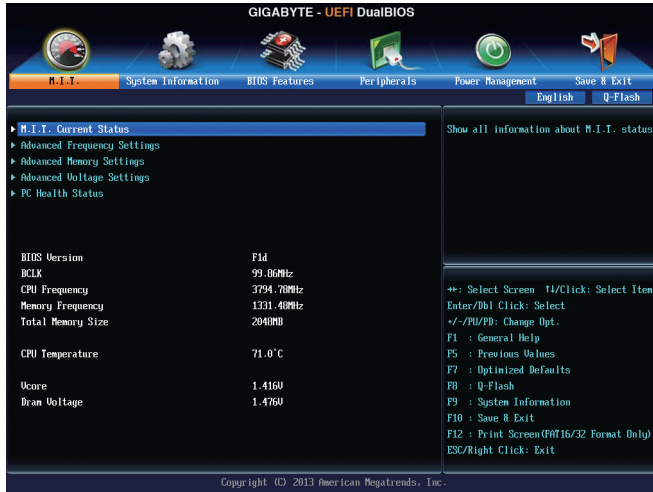 GIGABYTE - UEFI DualBIOS
M.I.T. System Information BIOS Features Peripherals Power Management Save & Exit
English Q-Flash
M.I.T. Current Status
Advanced Frequency Settings
Advanced Memory Settings
Advanced Voltage Settings
PC Health Status
Show all information about M.I.T. status
BIOS Version F1d
BCLK 99.86MHz
CPU Frequency 3794.78MHz
Memory Frequency 1331.48MHz
Total Memory Size 2048MB
CPU Temperature 71.0°C
Vcore 1.416V
Dram Voltage 1.476V
→←: Select Screen ↑↓/Click: Select Item
Enter/Dbl Click: Select
+/-/PU/PD: Change Opt.
F1 : General Help
F5 : Previous Values
F7 : Optimized Defaults
F8 : Q-Flash
F9 : System Information
F10 : Save & Exit
F12 : Print Screen(FAT16/32 Format Only)
ESC/Right Click: Exit
Copyright (C) 2013 American Megatrends, Inc.